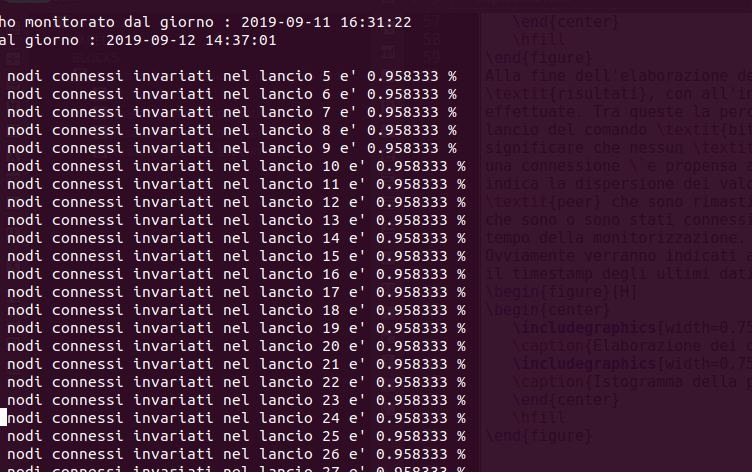 ho monitorato dal giorno : 2019-09-11 16:31:22
al giorno : 2019-09-12 14:37:01
nodi connessi invariati nel lancio 5 e' 0.958333 %
nodi connessi invariati nel lancio 6 e' 0.958333 %
nodi connessi invariati nel lancio 7 e' 0.958333 %
nodi connessi invariati nel lancio 8 e' 0.958333 %
nodi connessi invariati nel lancio 9 e' 0.958333 %
nodi connessi invariati nel lancio 10 e' 0.958333 %
nodi connessi invariati nel lancio 11 e' 0.958333 %
nodi connessi invariati nel lancio 12 e' 0.958333 %
nodi connessi invariati nel lancio 13 e' 0.958333 %
nodi connessi invariati nel lancio 14 e' 0.958333 %
nodi connessi invariati nel lancio 15 e' 0.958333 %
nodi connessi invariati nel lancio 16 e' 0.958333 %
nodi connessi invariati nel lancio 17 e' 0.958333 %
nodi connessi invariati nel lancio 18 e' 0.958333 %
nodi connessi invariati nel lancio 19 e' 0.958333 %
nodi connessi invariati nel lancio 20 e' 0.958333 %
nodi connessi invariati nel lancio 21 e' 0.958333 %
nodi connessi invariati nel lancio 22 e' 0.958333 %
nodi connessi invariati nel lancio 23 e' 0.958333 %
nodi connessi invariati nel lancio 24 e' 0.958333 %
nodi connessi invariati nel lancio 25 e' 0.958333 %
nodi connessi invariati nel lancio 26 e' 0.958333 %
nodi connessi invariati nel lancio 27 e' 0.958333 %
57 \end{center}
58 \hfill
59 \end{figure}
Alla fine dell'elaborazione de
\textit{risultati}, con all'in
effettuate. Tra queste la perc
lancio del comando \textit{bit
significare che nessun \textit
una connessione \`e propensa a
indica la dispersione dei valo
\textit{peer} che sono rimasti
che sono o sono stati connessi
tempo della monitorizzazione.
Ovviamente verranno indicati a
il timestamp degli ultimi dati
\begin{figure}[H]
\begin{center}
\includegraphics[width=0.75
\caption{Elaborazione dei d
\includegraphics[width=0.75
\caption{Istogramma della
\end{center}
\hfill
\end{figure}